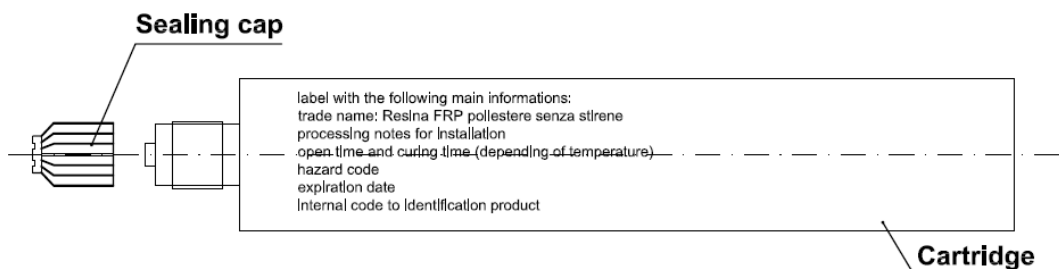 Sealing cap
label with the following main informations:
trade name: Resina FRP poliestere senza stirene
processing notes for installation
open time and curing time (depending of temperature)
hazard code
expiration date
internal code to identification product
Cartridge